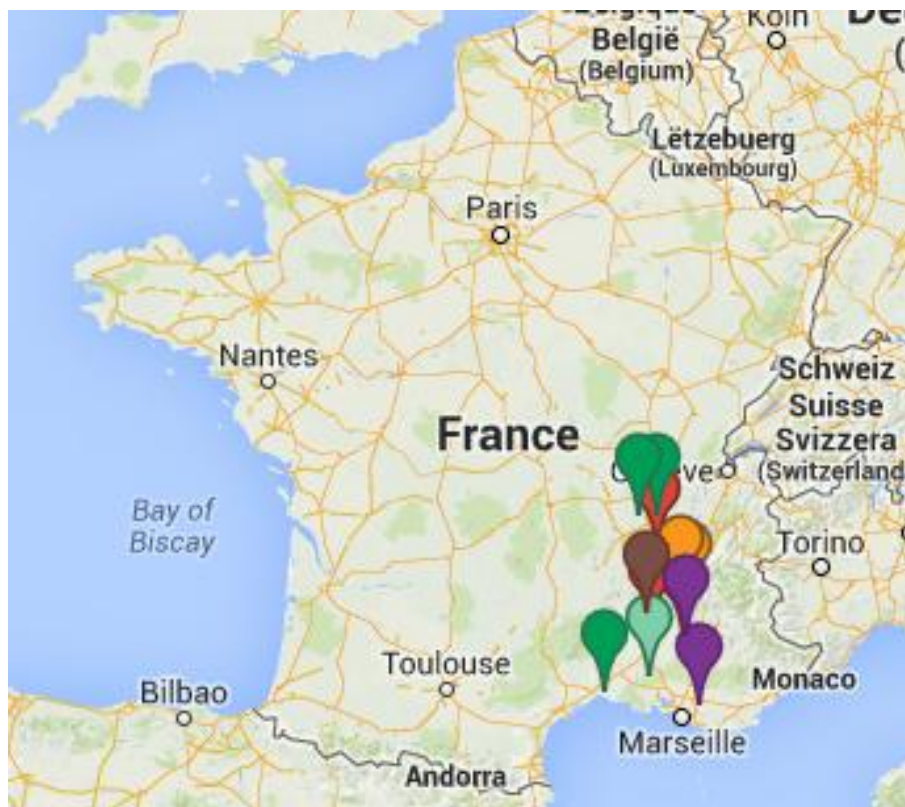 België
(Belgium)
Köln
Lëtzebuerg
(Luxembourg)
Paris
Nantes
Schweiz
Suisse
Svizzera
(Switzerland
France
Bay of
Biscay
Torino
Toulouse
Monaco
Bilbao
Marseille
Andorra